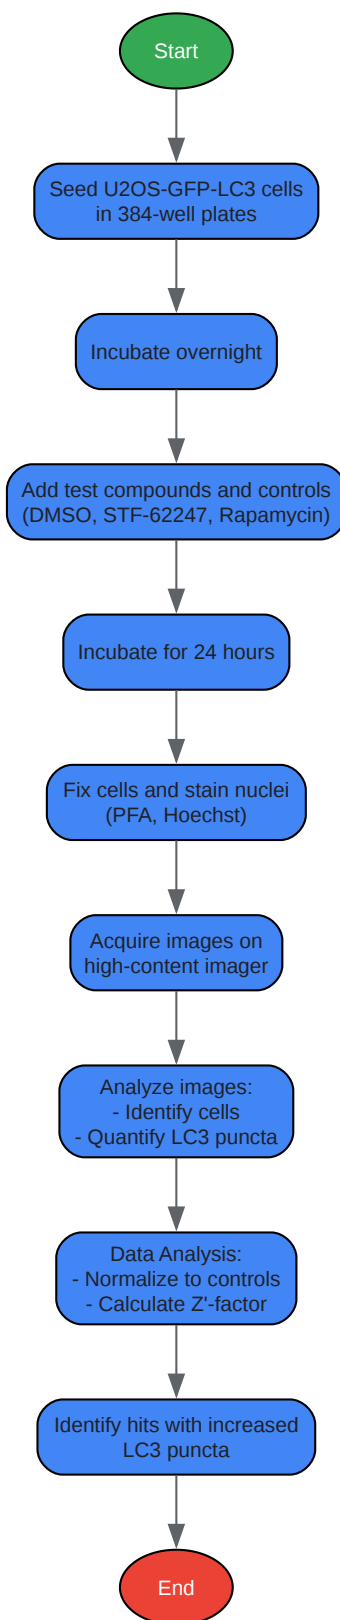 Start
Seed U2OS-GFP-LC3 cells
in 384-well plates
Incubate overnight
Add test compounds and controls
(DMSO, STF-62247, Rapamycin)
Incubate for 24 hours
Fix cells and stain nuclei
(PFA, Hoechst)
Acquire images on
high-content imager
Analyze images:
- Identify cells
- Quantify LC3 puncta
Data Analysis:
- Normalize to controls
- Calculate Z'-factor
Identify hits with increased
LC3 puncta
End